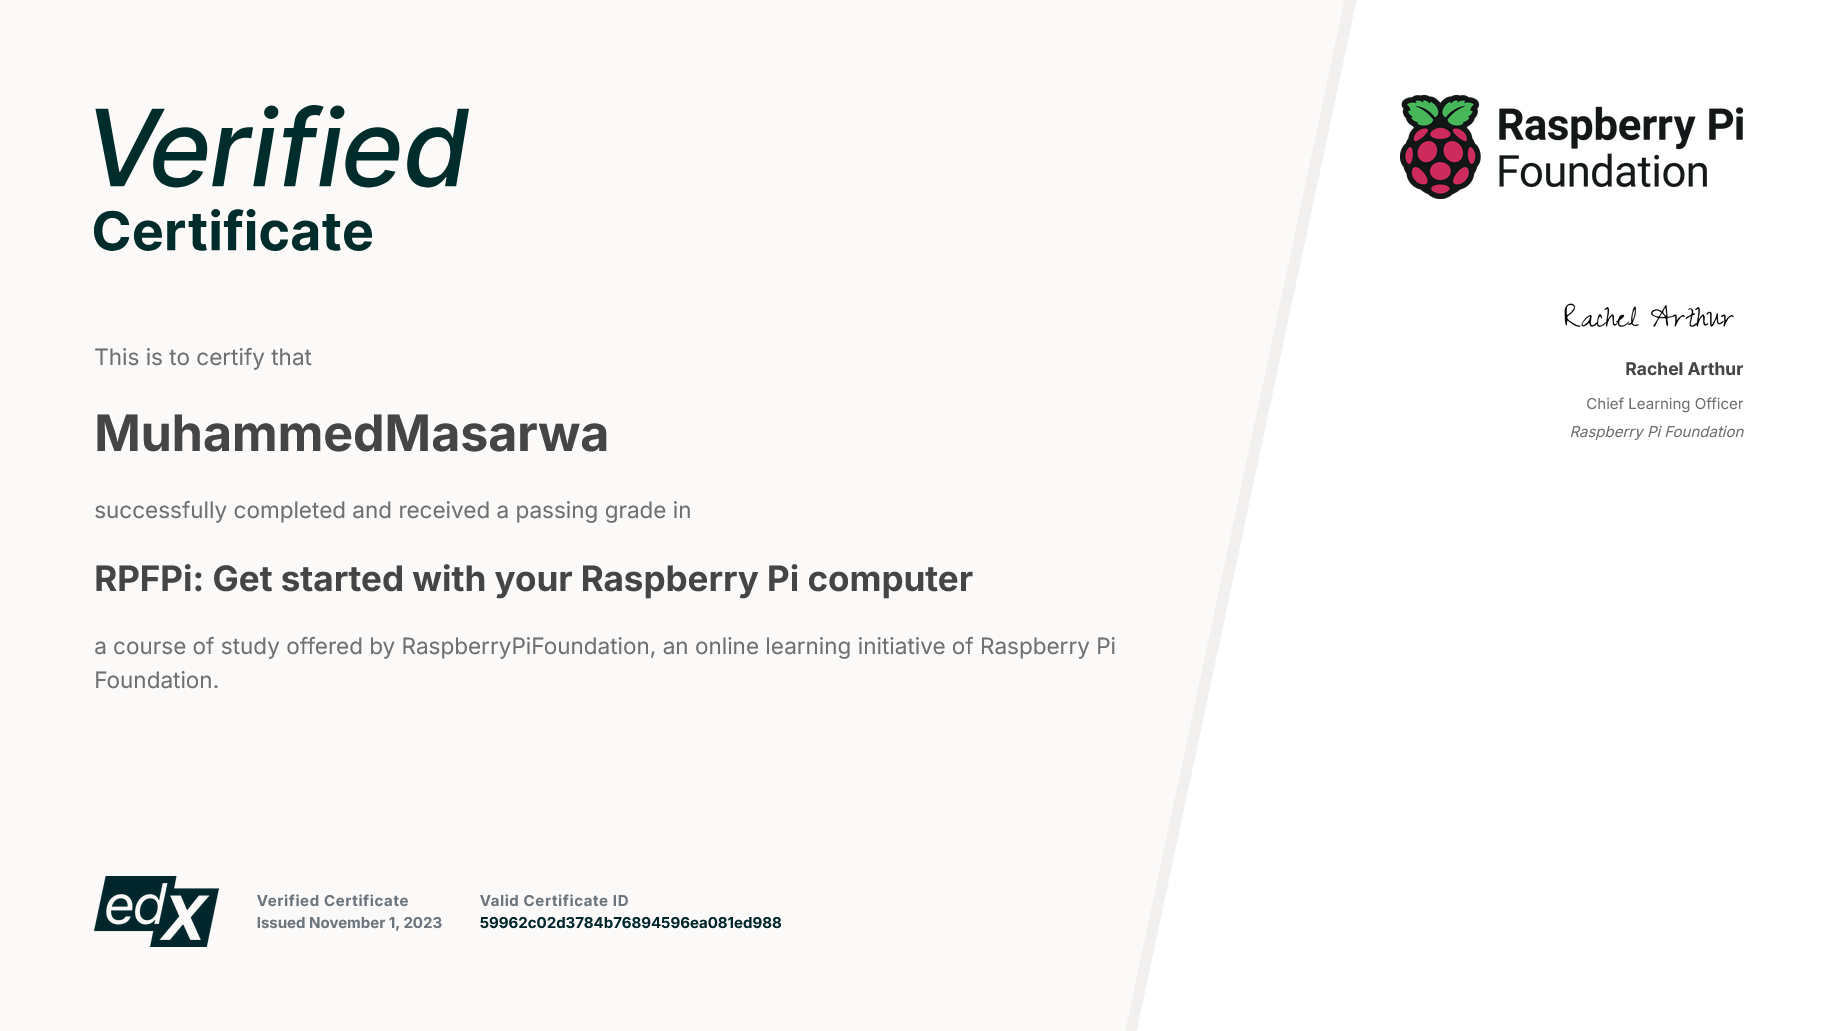 Verified
Certificate
Raspberry Pi
Foundation
Rachel Arthur
Rachel Arthur
Chief Learning Officer
Raspberry Pi Foundation
This is to certify that
MuhammedMasarwa
successfully completed and received a passing grade in
RPFPi: Get started with your Raspberry Pi computer
a course of study offered by RaspberryPiFoundation, an online learning initiative of Raspberry Pi
Foundation.
edX
Verified Certificate
Issued November 1, 2023
Valid Certificate ID
59962c02d3784b76894596ea081ed988